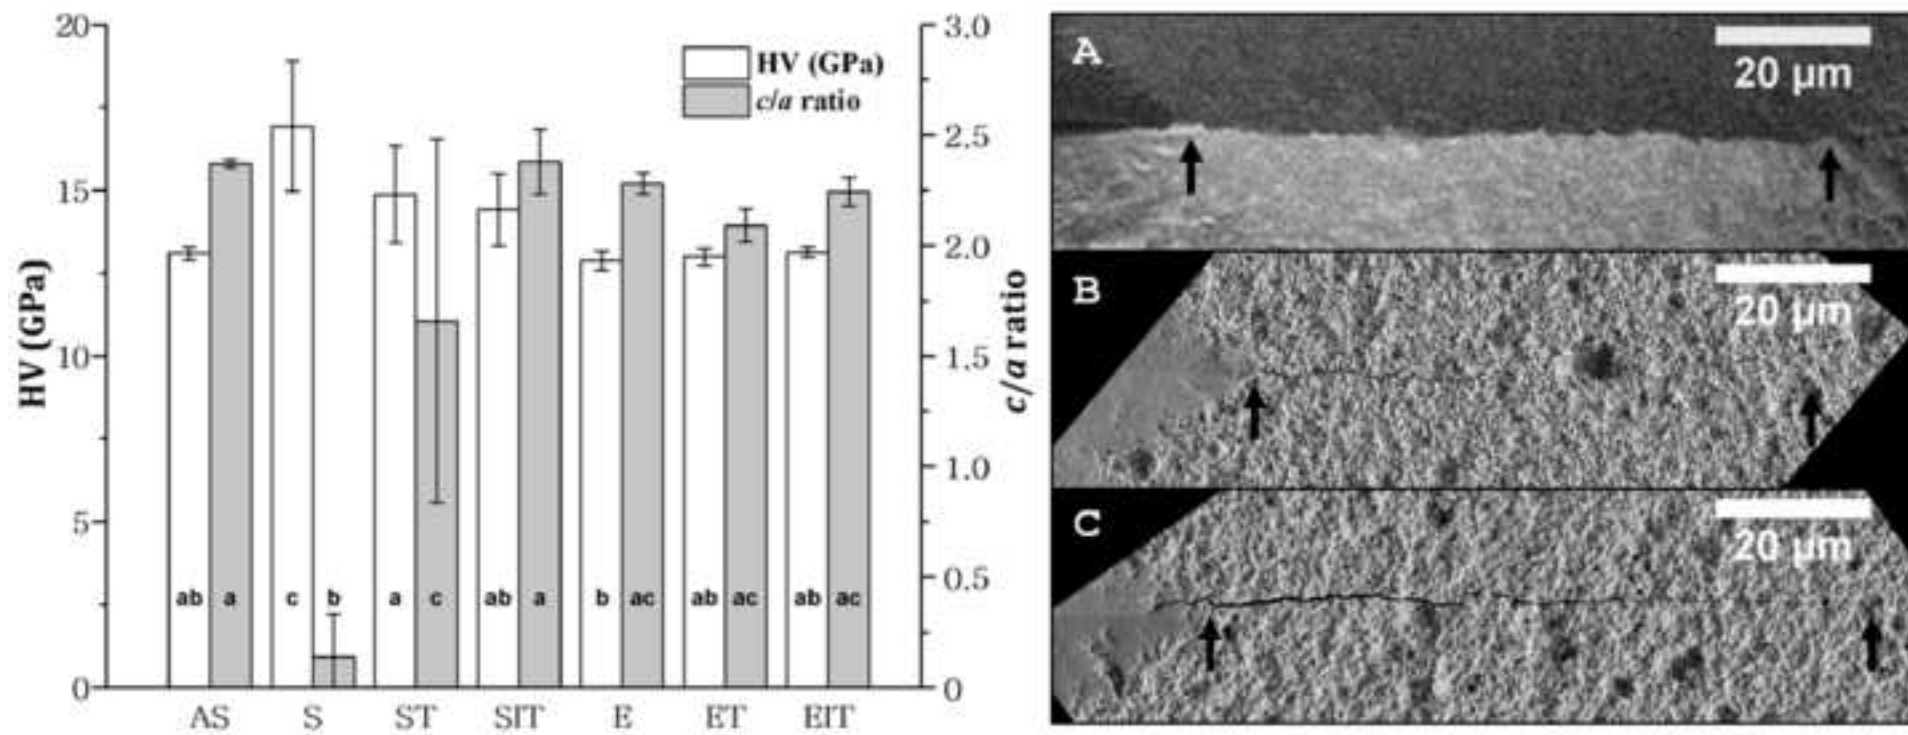 20
15
10
5
0
HV (GPa)
HV (GPa)
c/a ratio
3.0
2.5
2.0
1.5
1.0
0.5
0
c/a ratio
ab a c b a c ab a b ac ab ac ab ac
AS S ST SIT E ET EIT
A
20 µm
B
20 µm
C
20 µm